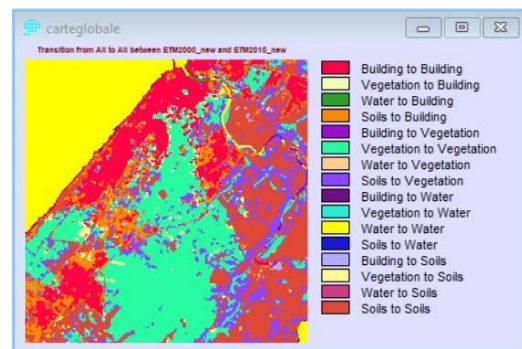 carteglobale
Transition from All to All between ETM2000_new and ETM2010_new
Building to Building
Vegetation to Building
Water to Building
Soils to Building
Building to Vegetation
Vegetation to Vegetation
Water to Vegetation
Soils to Vegetation
Building to Water
Vegetation to Water
Water to Water
Soils to Water
Building to Soils
Vegetation to Soils
Water to Soils
Soils to Soils